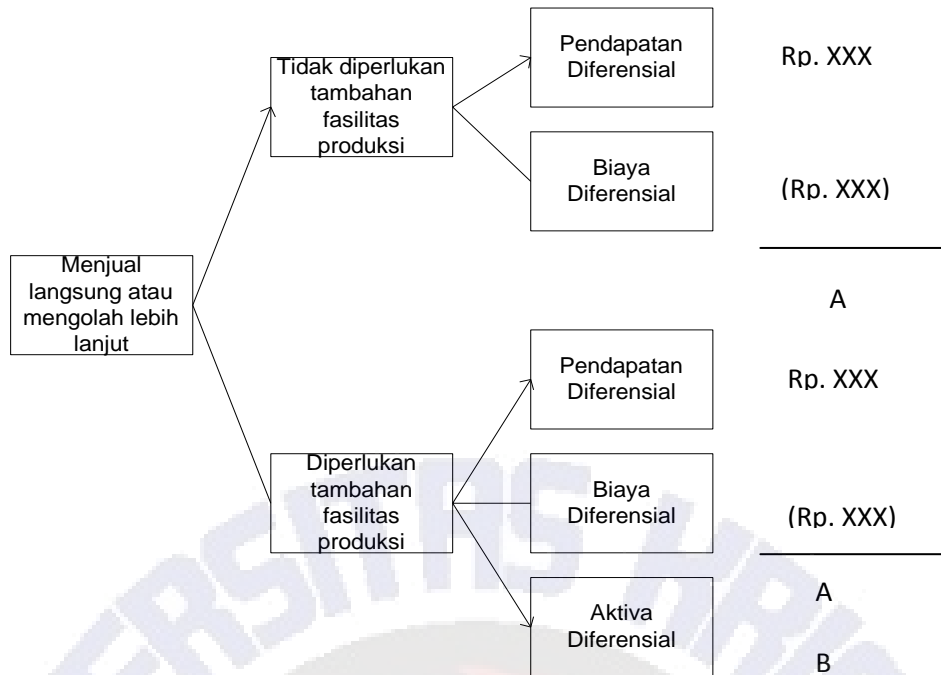 Menjual
langsung atau
mengolah lebih
lanjut
Tidak diperlukan
tambahan
fasilitas
produksi
Pendapatan
Diferensial
Rp. XXX
Biaya
Diferensial
(Rp. XXX)
A
Diperlukan
tambahan
fasilitas
produksi
Pendapatan
Diferensial
Rp. XXX
Biaya
Diferensial
(Rp. XXX)
Aktiva
Diferensial
A
B
ERSITAS